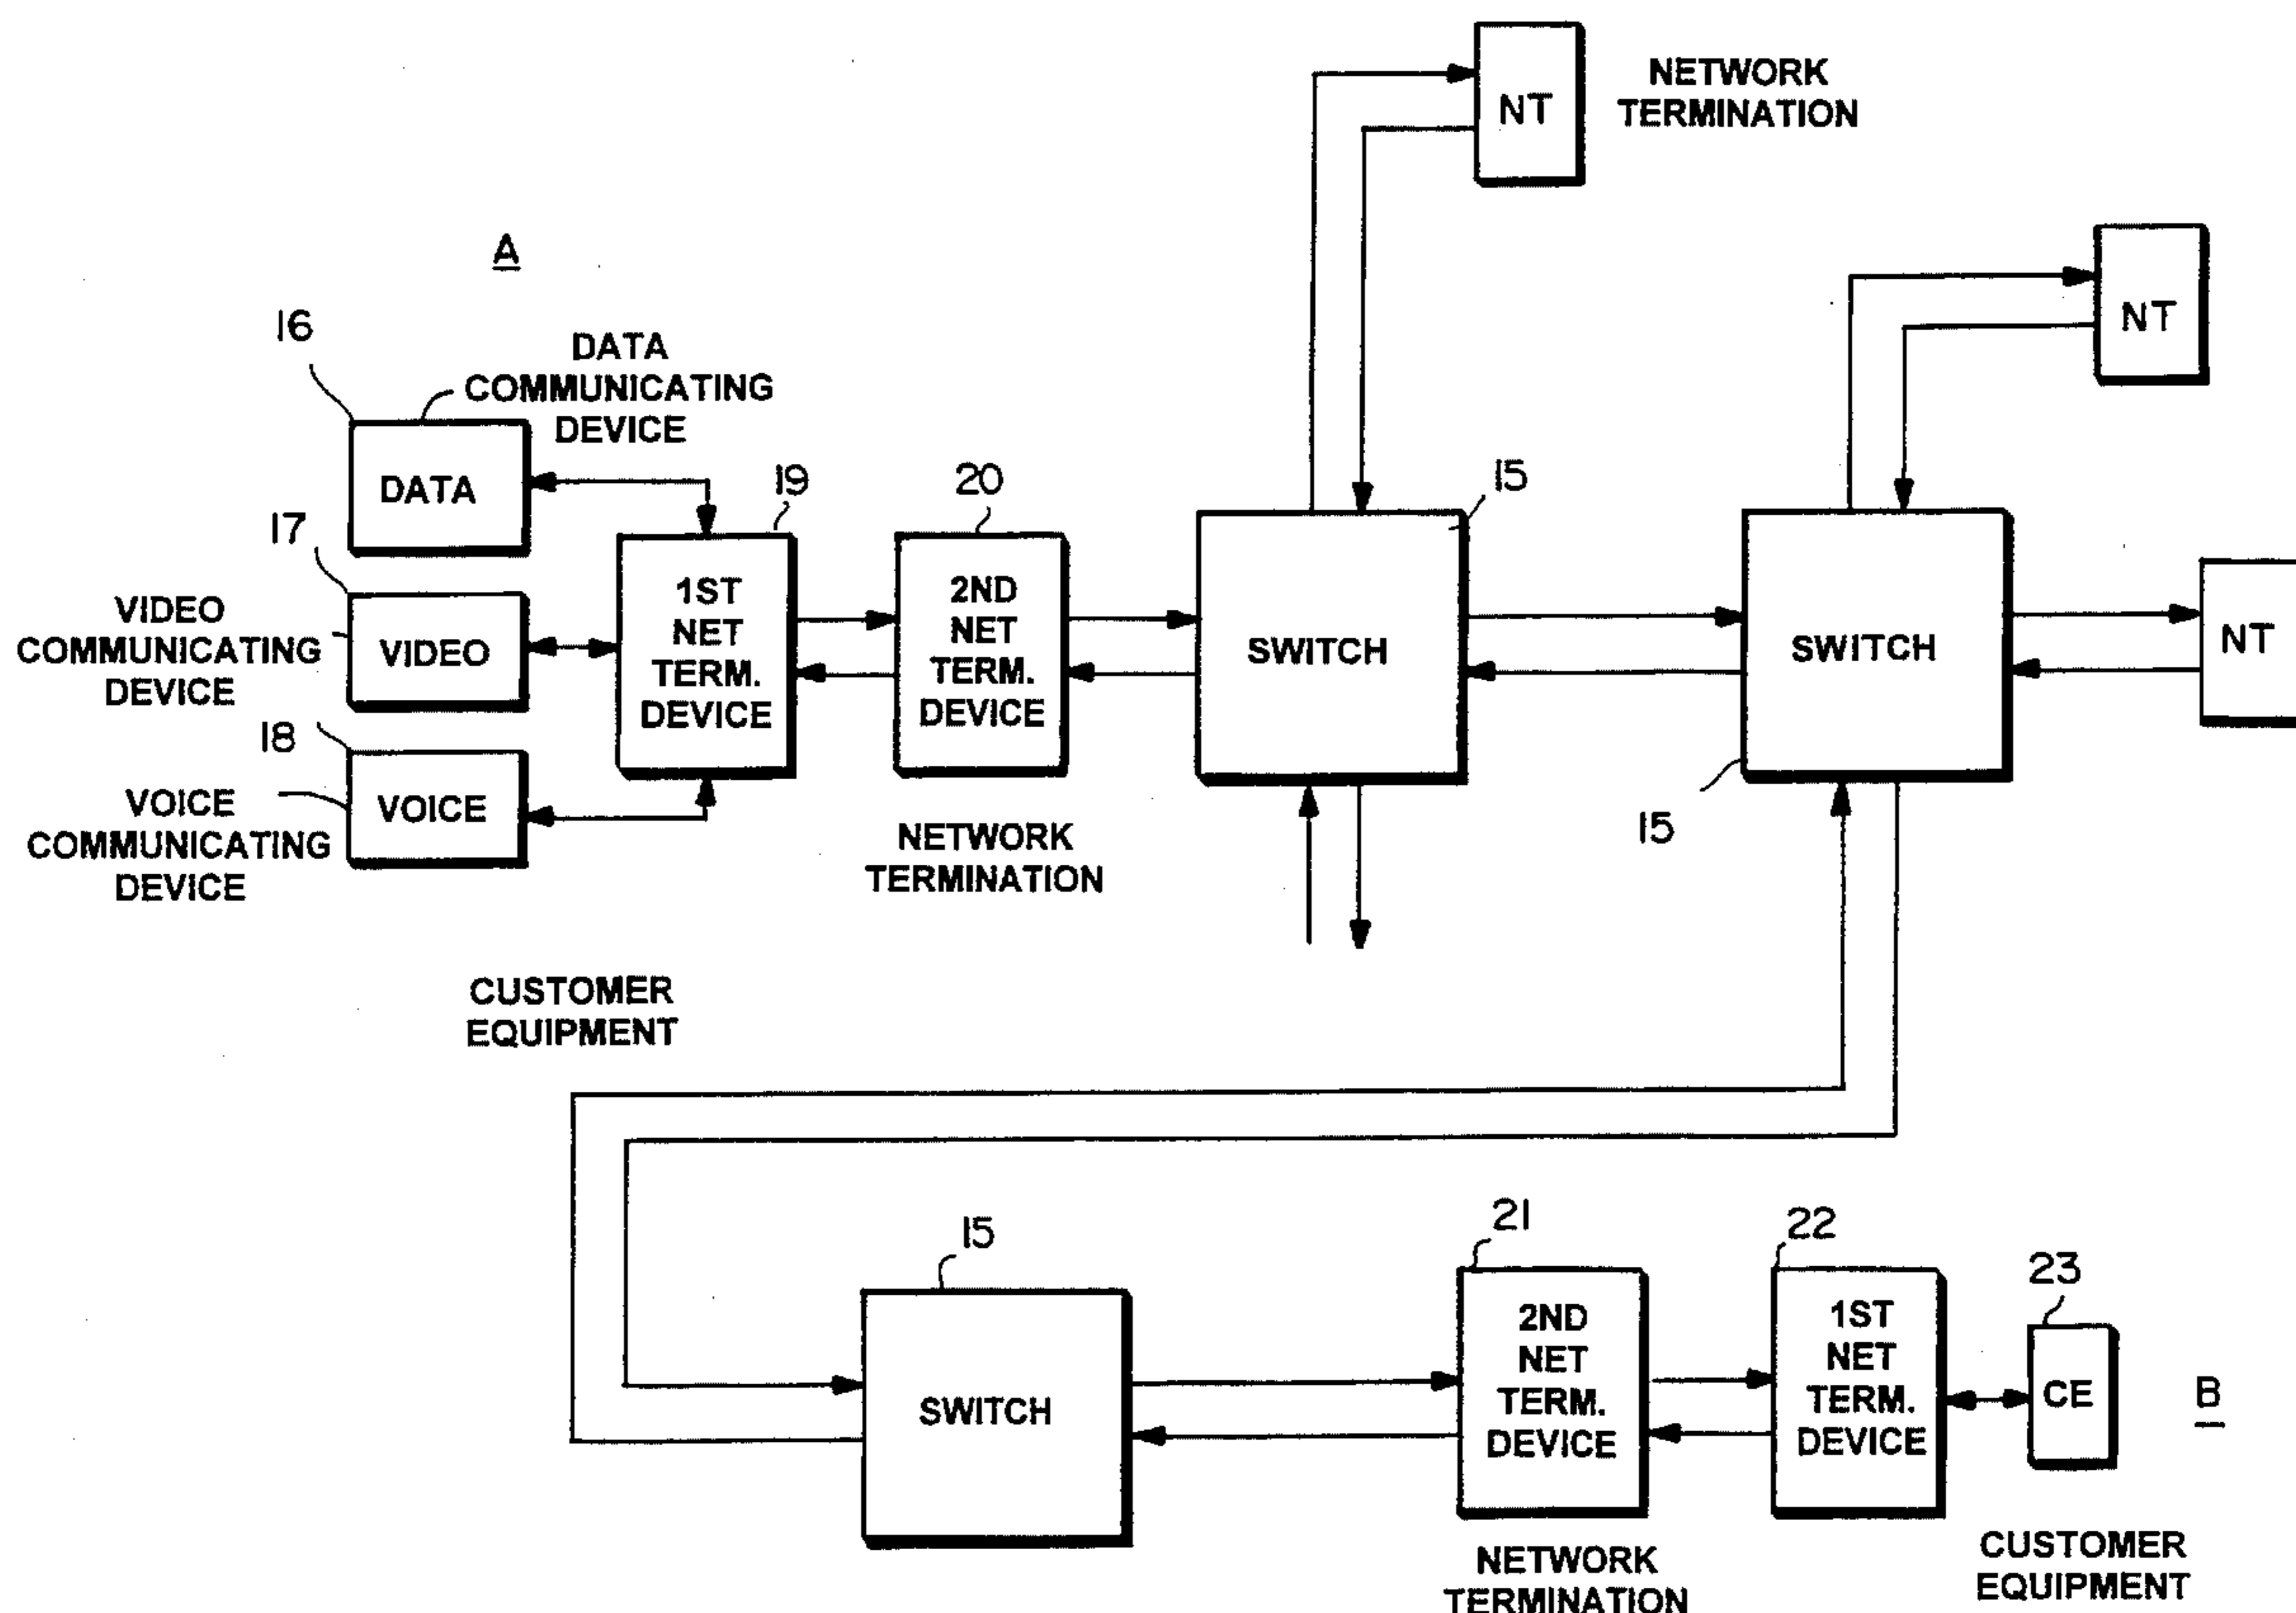 NT
NETWORK
TERMINATION
A
NT
16
DATA
COMMUNICATING
DEVICE
DATA
19
20
15
17
VIDEO
COMMUNICATING
DEVICE
VIDEO
1ST
NET
TERM.
DEVICE
2ND
NET
TERM.
DEVICE
SWITCH
SWITCH
NT
18
VOICE
COMMUNICATING
DEVICE
VOICE
NETWORK
TERMINATION
15
CUSTOMER
EQUIPMENT
15
SWITCH
21
2ND
NET
TERM.
DEVICE
22
1ST
NET
TERM.
DEVICE
23
CE
B
NETWORK
TERMINATION
CUSTOMER
EQUIPMENT